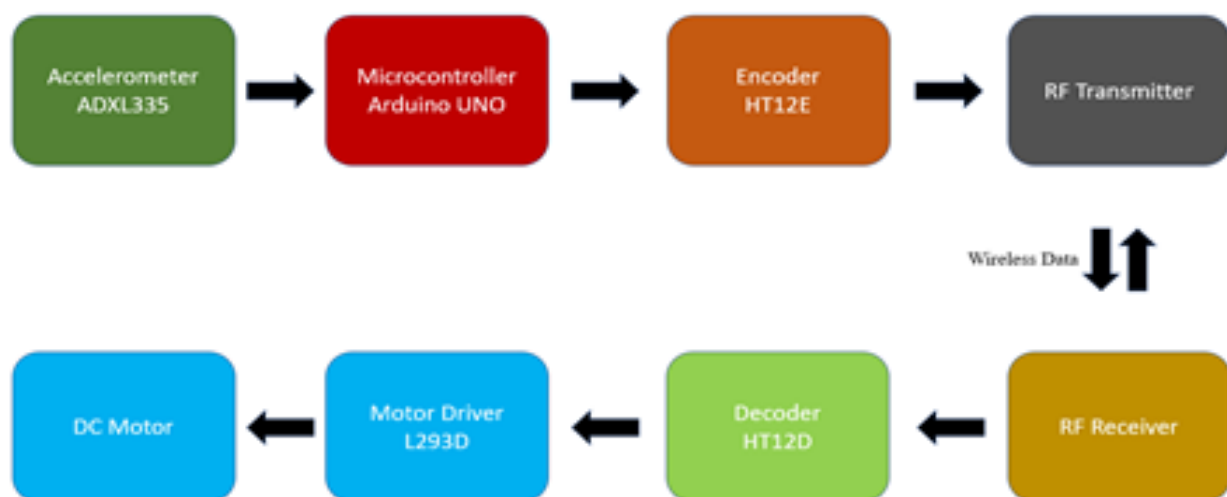 Accelerometer
ADXL335
Microcontroller
Arduino UNO
Encoder
HT12E
RF Transmitter
Wireless Data
DC Motor
Motor Driver
L293D
Decoder
HT12D
RF Receiver